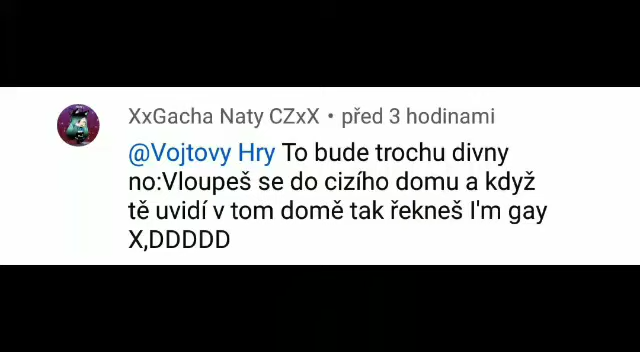 XxGacha Naty CZxX • před 3 hodinami
@Vojtovy Hry To bude trochu divny
no:Vloupeš se do cizího domu a když
tě uvidí v tom domě tak řekneš I'm gay
X,DDDDD